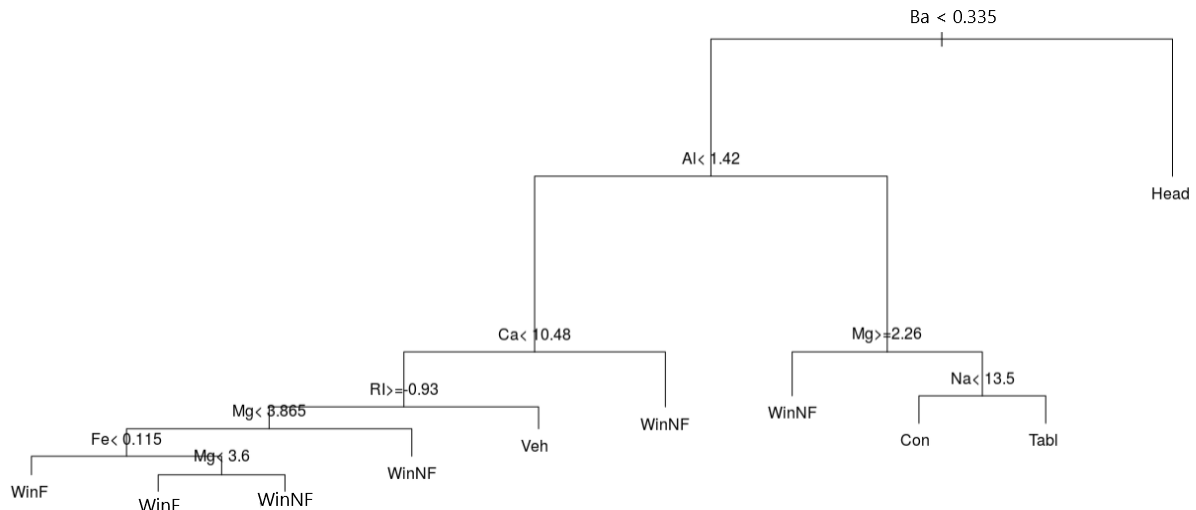 Ba < 0.335
Al< 1.42
Head
Ca< 10.48
Mg>=2.26
RI>=-0.93
Na< 13.5
Mg< 3.865
WinNF
WinNF
Fe< 0.115
Veh
Con
Tabl
Mg< 3.6
WinNF
WinF
WinF
WinNF